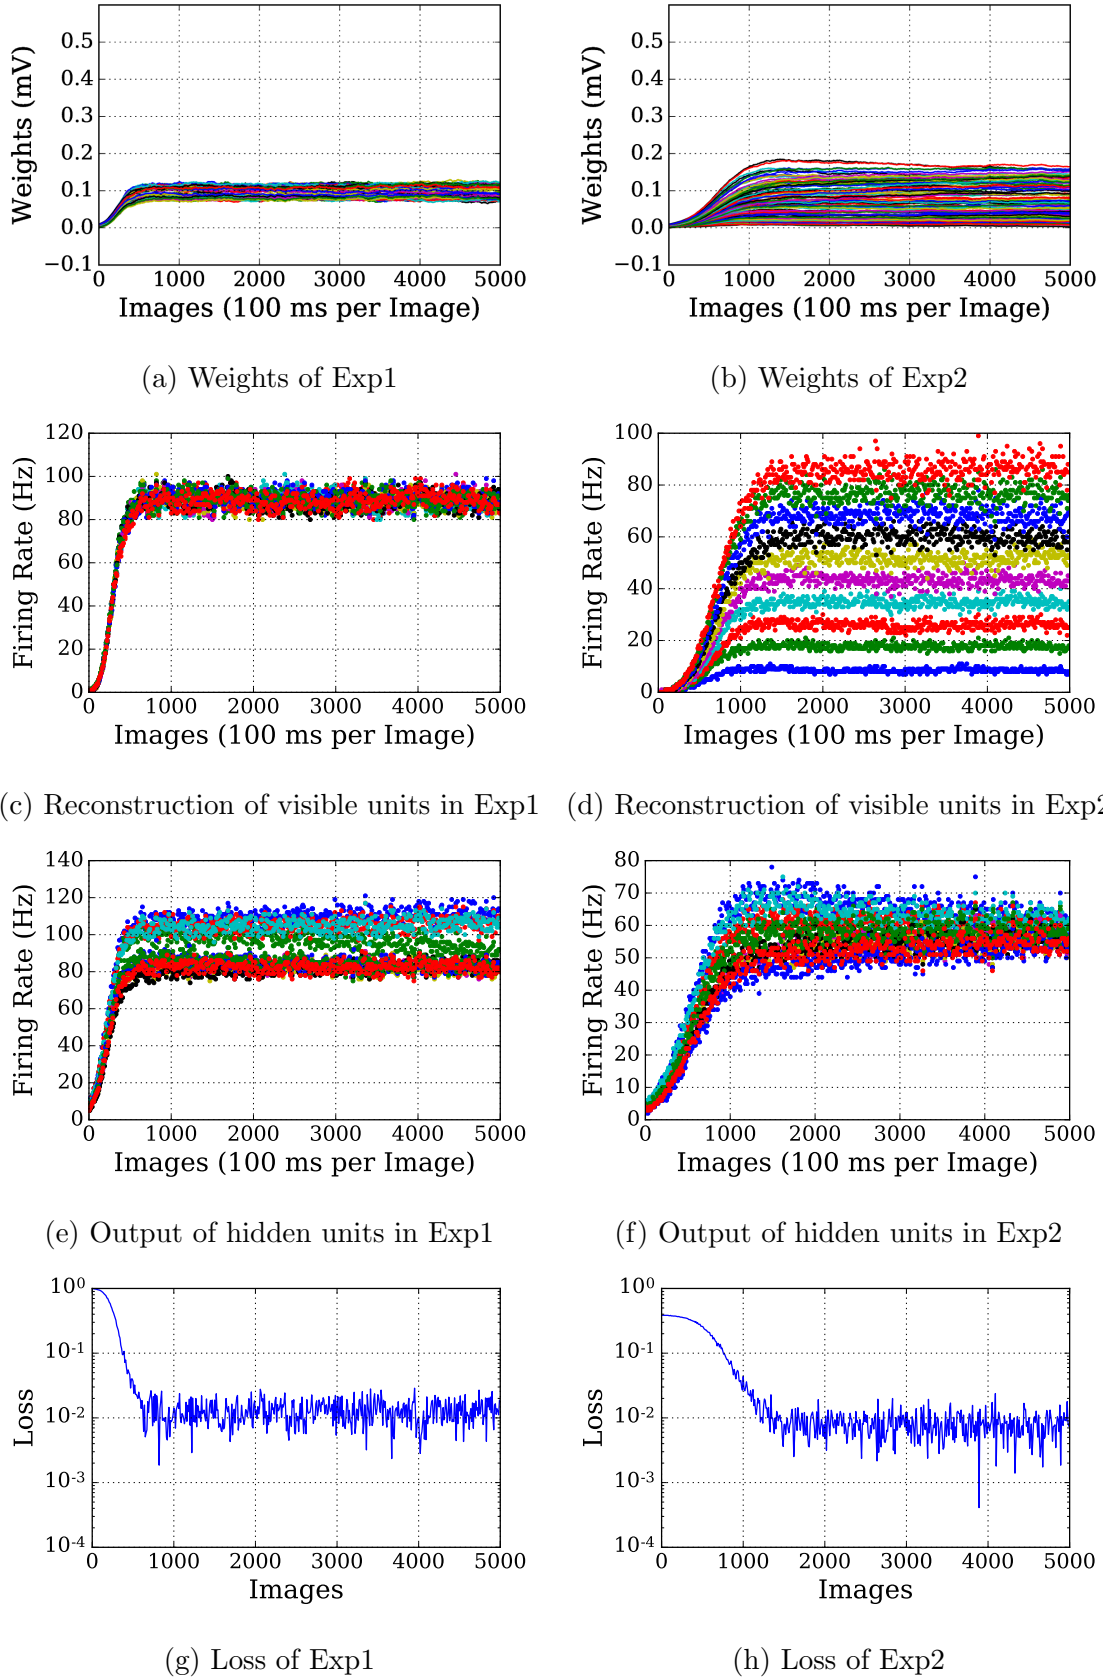 0.5
0.4
0.3
0.2
0.1
0.0
−0.1
Weights (mV)
0 1000 2000 3000 4000 5000
Images (100 ms per Image)
(a) Weights of Exp1
0.5
0.4
0.3
0.2
0.1
0.0
−0.1
Weights (mV)
0 1000 2000 3000 4000 5000
Images (100 ms per Image)
(b) Weights of Exp2
120
100
80
60
40
20
0
Firing Rate (Hz)
0 1000 2000 3000 4000 5000
Images (100 ms per Image)
(c) Reconstruction of visible units in Exp1
100
80
60
40
20
0
Firing Rate (Hz)
0 1000 2000 3000 4000 5000
Images (100 ms per Image)
(d) Reconstruction of visible units in Exp2
140
120
100
80
60
40
20
0
Firing Rate (Hz)
0 1000 2000 3000 4000 5000
Images (100 ms per Image)
(e) Output of hidden units in Exp1
80
70
60
50
40
30
20
10
0
Firing Rate (Hz)
0 1000 2000 3000 4000 5000
Images (100 ms per Image)
(f) Output of hidden units in Exp2
10⁰
10⁻¹
10⁻²
10⁻³
10⁻⁴
Loss
0 1000 2000 3000 4000 5000
Images
(g) Loss of Exp1
10⁰
10⁻¹
10⁻²
10⁻³
10⁻⁴
Loss
0 1000 2000 3000 4000 5000
Images
(h) Loss of Exp2